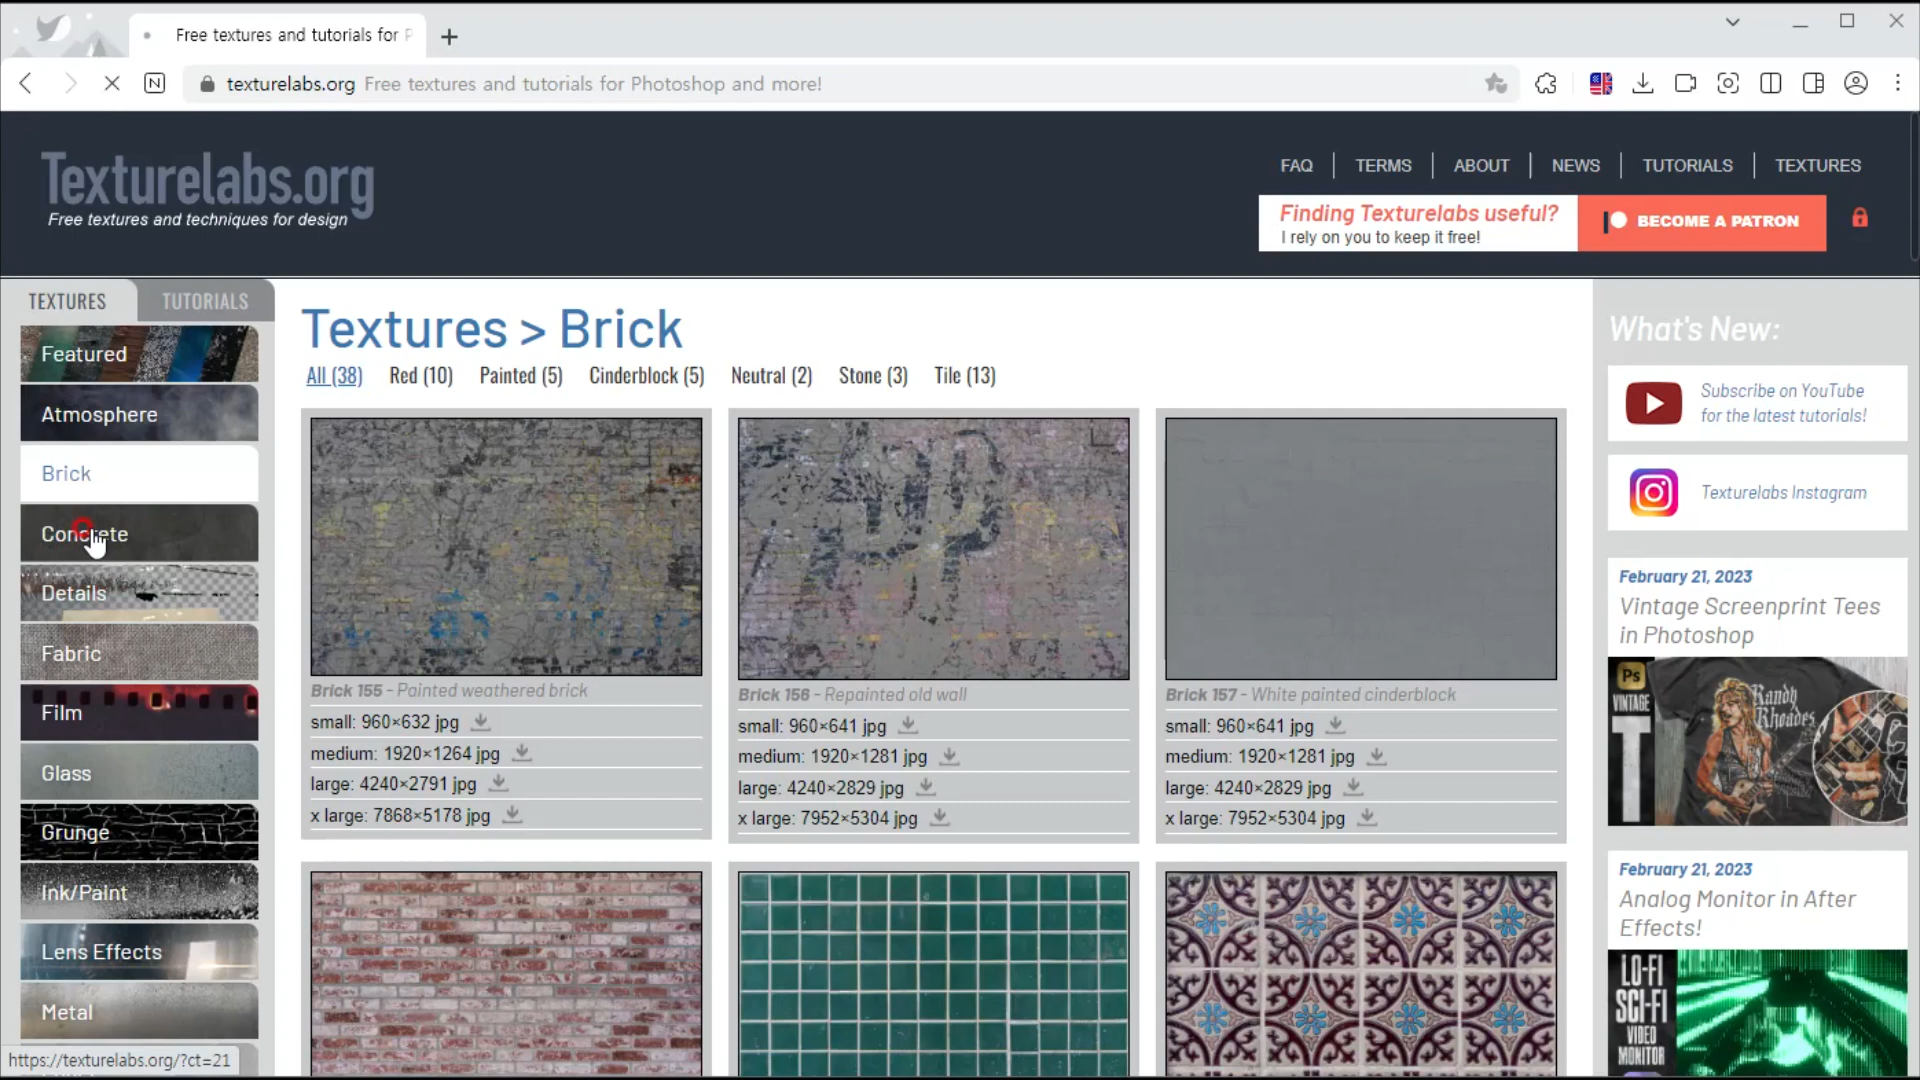 Free textures and tutorials for P
texturelabs.org Free textures and tutorials for Photoshop and more!
Texturelabs.org
Free textures and techniques for design
FAQ
TERMS
ABOUT
NEWS
TUTORIALS
TEXTURES
Finding Texturelabs useful?
I rely on you to keep it free!
BECOME A PATRON
TEXTURES
TUTORIALS
Featured
Atmosphere
Brick
Concrete
Details
Fabric
Film
Glass
Grunge
Ink/Paint
Lens Effects
Metal
https://texturelabs.org/?ct=21
Textures > Brick
All (38)
Red (10)
Painted (5)
Cinderblock (5)
Neutral (2)
Stone (3)
Tile (13)
Brick 155 - Painted weathered brick
small: 960×632 jpg
medium: 1920×1264 jpg
large: 4240×2791 jpg
x large: 7868×5178 jpg
Brick 156 - Repainted old wall
small: 960×641 jpg
medium: 1920×1281 jpg
large: 4240×2829 jpg
x large: 7952×5304 jpg
Brick 157 - White painted cinderblock
small: 960×641 jpg
medium: 1920×1281 jpg
large: 4240×2829 jpg
x large: 7952×5304 jpg
What's New:
Subscribe on YouTube
for the latest tutorials!
Texturelabs Instagram
February 21, 2023
Vintage Screenprint Tees
in Photoshop
Ps
VINTAGE
T
Randy
Rhoades
February 21, 2023
Analog Monitor in After
Effects!
LO-FI
SCI-FI
VIDEO
MONITOR